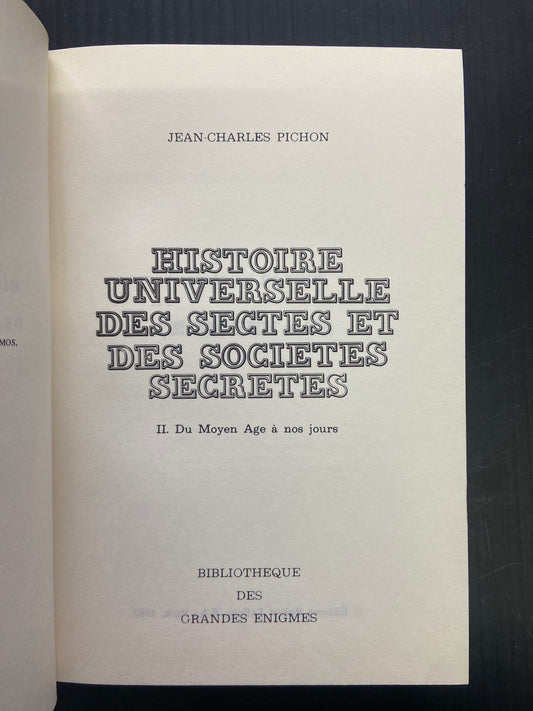 MOS.
JEAN-CHARLES PICHON
HISTOIRE
UNIVERSELLE
DES SECTES ET
DES SOCIETES
SECRETES
II. Du Moyen Age à nos jours
BIBLIOTHEQUE
DES
GRANDES ENIGMES